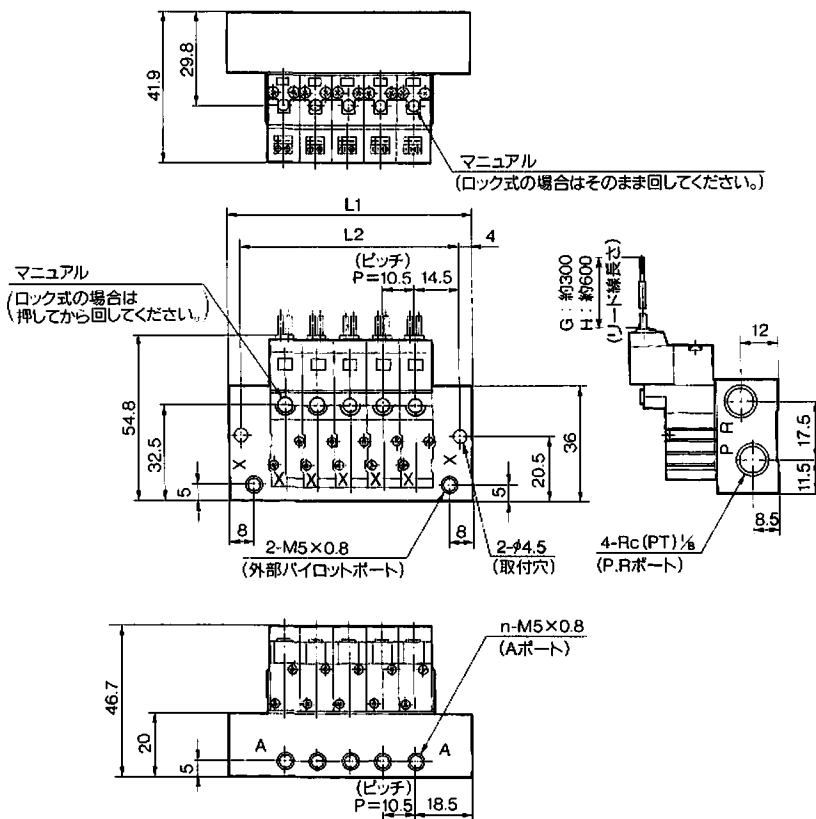 29.8
41.9
マニュアル
(ロック式の場合はそのまま回してください。)
L1
L2
4
(ピッチ)
P=10.5
14.5
マニュアル
(ロック式の場合は
押してから回してください。)
G:約300
H:約600
(リード線長さ)
12
54.8
32.5
5
36
20.5
5
17.5
11.5
R
P
X
X
X X X X X
8
8
8.5
2-M5×0.8
(外部パイロットポート)
2-φ4.5
(取付穴)
4-Rc(PT)1/8
(P.Rポート)
n-M5×0.8
(Aポート)
46.7
20
5
A
A
(ピッチ)
P=10.5
18.5